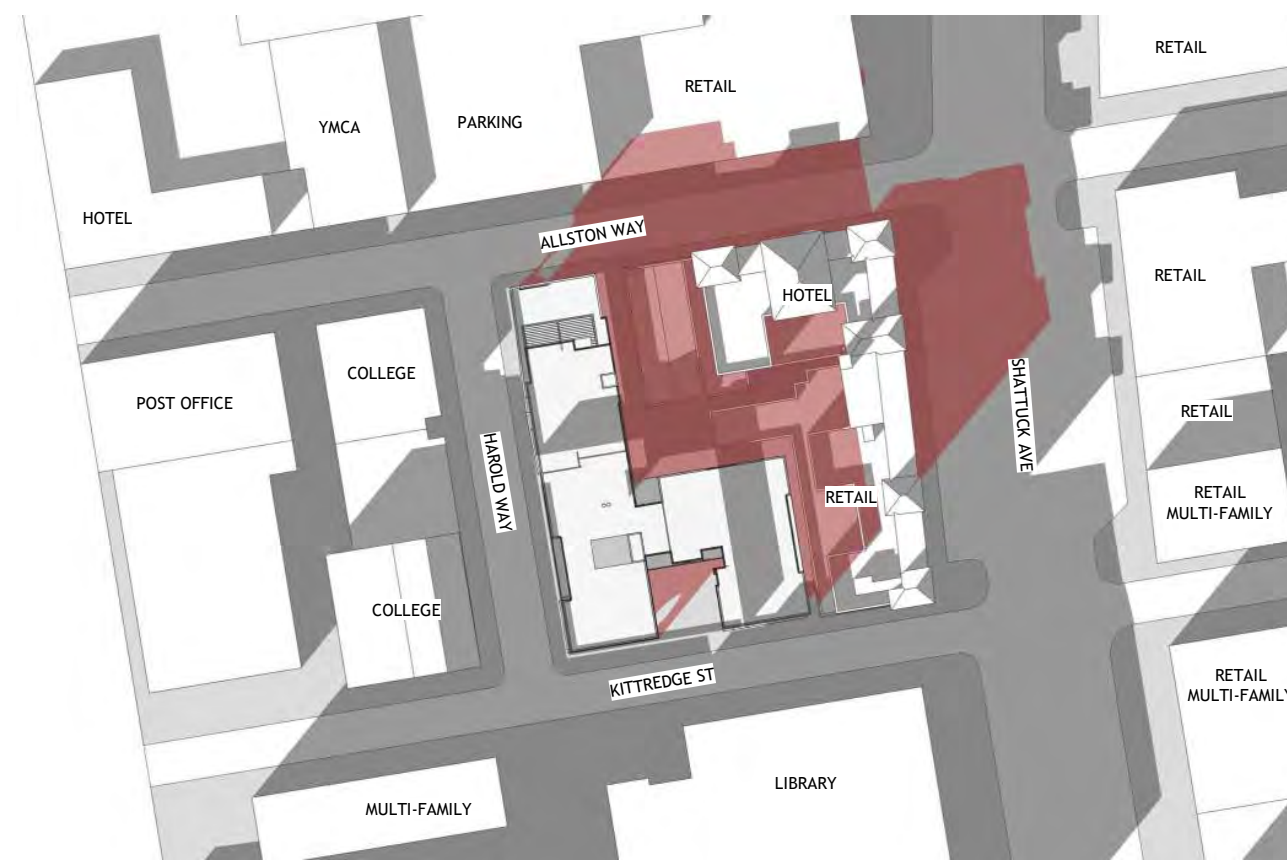 RETAIL
RETAIL
YMCA
PARKING
HOTEL
ALLSTON WAY
RETAIL
HOTEL
COLLEGE
POST OFFICE
SHATTUCK AVE
RETAIL
HAROLD WAY
RETAIL
RETAIL
MULTI-FAMILY
8
COLLEGE
KITTREDGE ST
RETAIL
MULTI-FAMILY
LIBRARY
MULTI-FAMILY